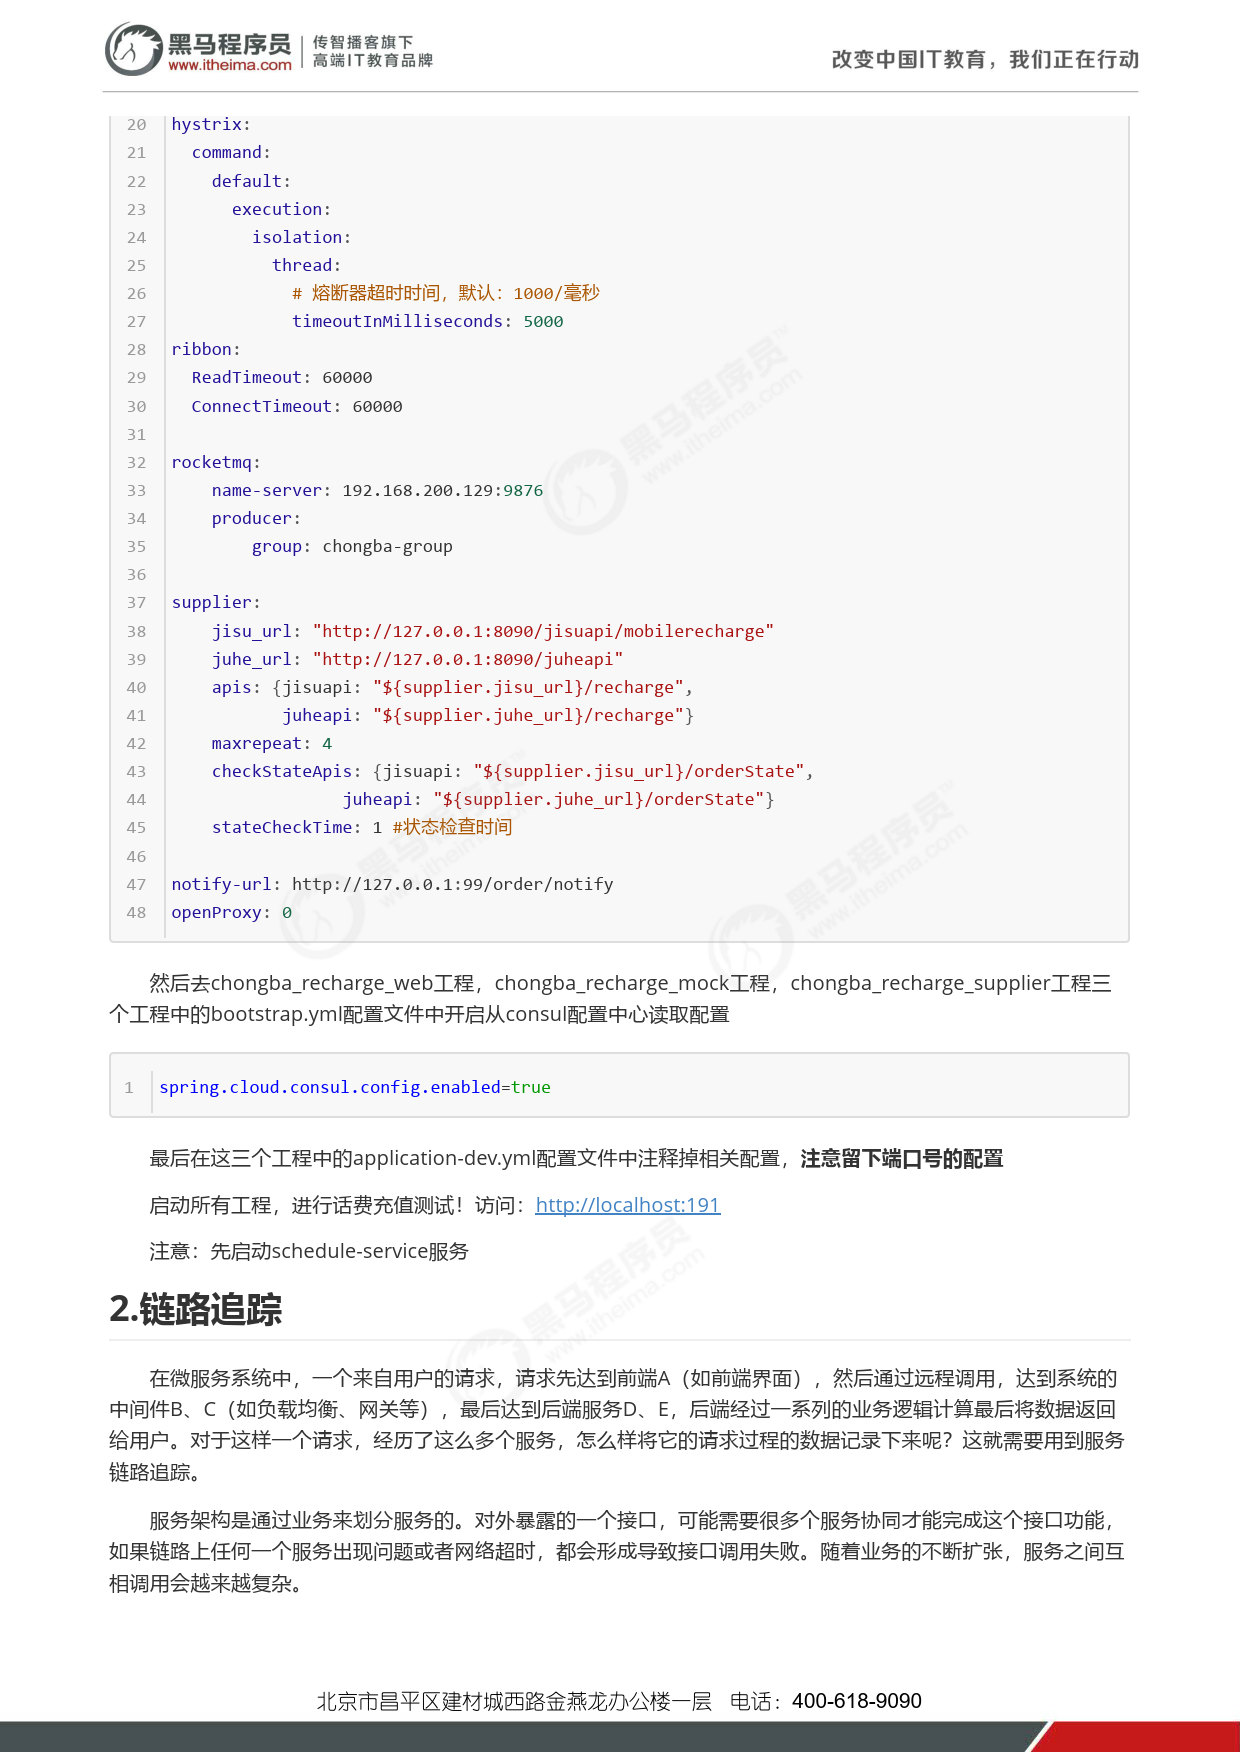 黑马程序员 传智播客旗下
www.itheima.com 高端IT教育品牌
改变中国IT教育，我们正在行动
20 hystrix:
21   command:
22     default:
23       execution:
24         isolation:
25           thread:
26             # 熔断器超时时间，默认：1000/毫秒
27             timeoutInMilliseconds: 5000
28 ribbon:
29   ReadTimeout: 60000
30   ConnectTimeout: 60000
31
32 rocketmq:
33     name-server: 192.168.200.129:9876
34     producer:
35         group: chongba-group
36
37 supplier:
38     jisu_url: "http://127.0.0.1:8090/jisuapi/mobilerecharge"
39     juhe_url: "http://127.0.0.1:8090/juheapi"
40     apis: {jisuapi: "${supplier.jisu_url}/recharge",
41            juheapi: "${supplier.juhe_url}/recharge"}
42     maxrepeat: 4
43     checkStateApis: {jisuapi: "${supplier.jisu_url}/orderState",
44                  juheapi: "${supplier.juhe_url}/orderState"}
45     stateCheckTime: 1 #状态检查时间
46
47 notify-url: http://127.0.0.1:99/order/notify
48 openProxy: 0
然后去chongba_recharge_web工程，chongba_recharge_mock工程，chongba_recharge_supplier工程三
个工程中的bootstrap.yml配置文件中开启从consul配置中心读取配置
1 spring.cloud.consul.config.enabled=true
最后在这三个工程中的application-dev.yml配置文件中注释掉相关配置，注意留下端口号的配置
启动所有工程，进行话费充值测试！访问：http://localhost:191
注意：先启动schedule-service服务
2.链路追踪
在微服务系统中，一个来自用户的请求，请求先达到前端A（如前端界面），然后通过远程调用，达到系统的
中间件B、C（如负载均衡、网关等），最后达到后端服务D、E，后端经过一系列的业务逻辑计算最后将数据返回
给用户。对于这样一个请求，经历了这么多个服务，怎么样将它的请求过程的数据记录下来呢？这就需要用到服务
链路追踪。
服务架构是通过业务来划分服务的。对外暴露的一个接口，可能需要很多个服务协同才能完成这个接口功能，
如果链路上任何一个服务出现问题或者网络超时，都会形成导致接口调用失败。随着业务的不断扩张，服务之间互
相调用会越来越复杂。
北京市昌平区建材城西路金燕龙办公楼一层 电话：400-618-9090